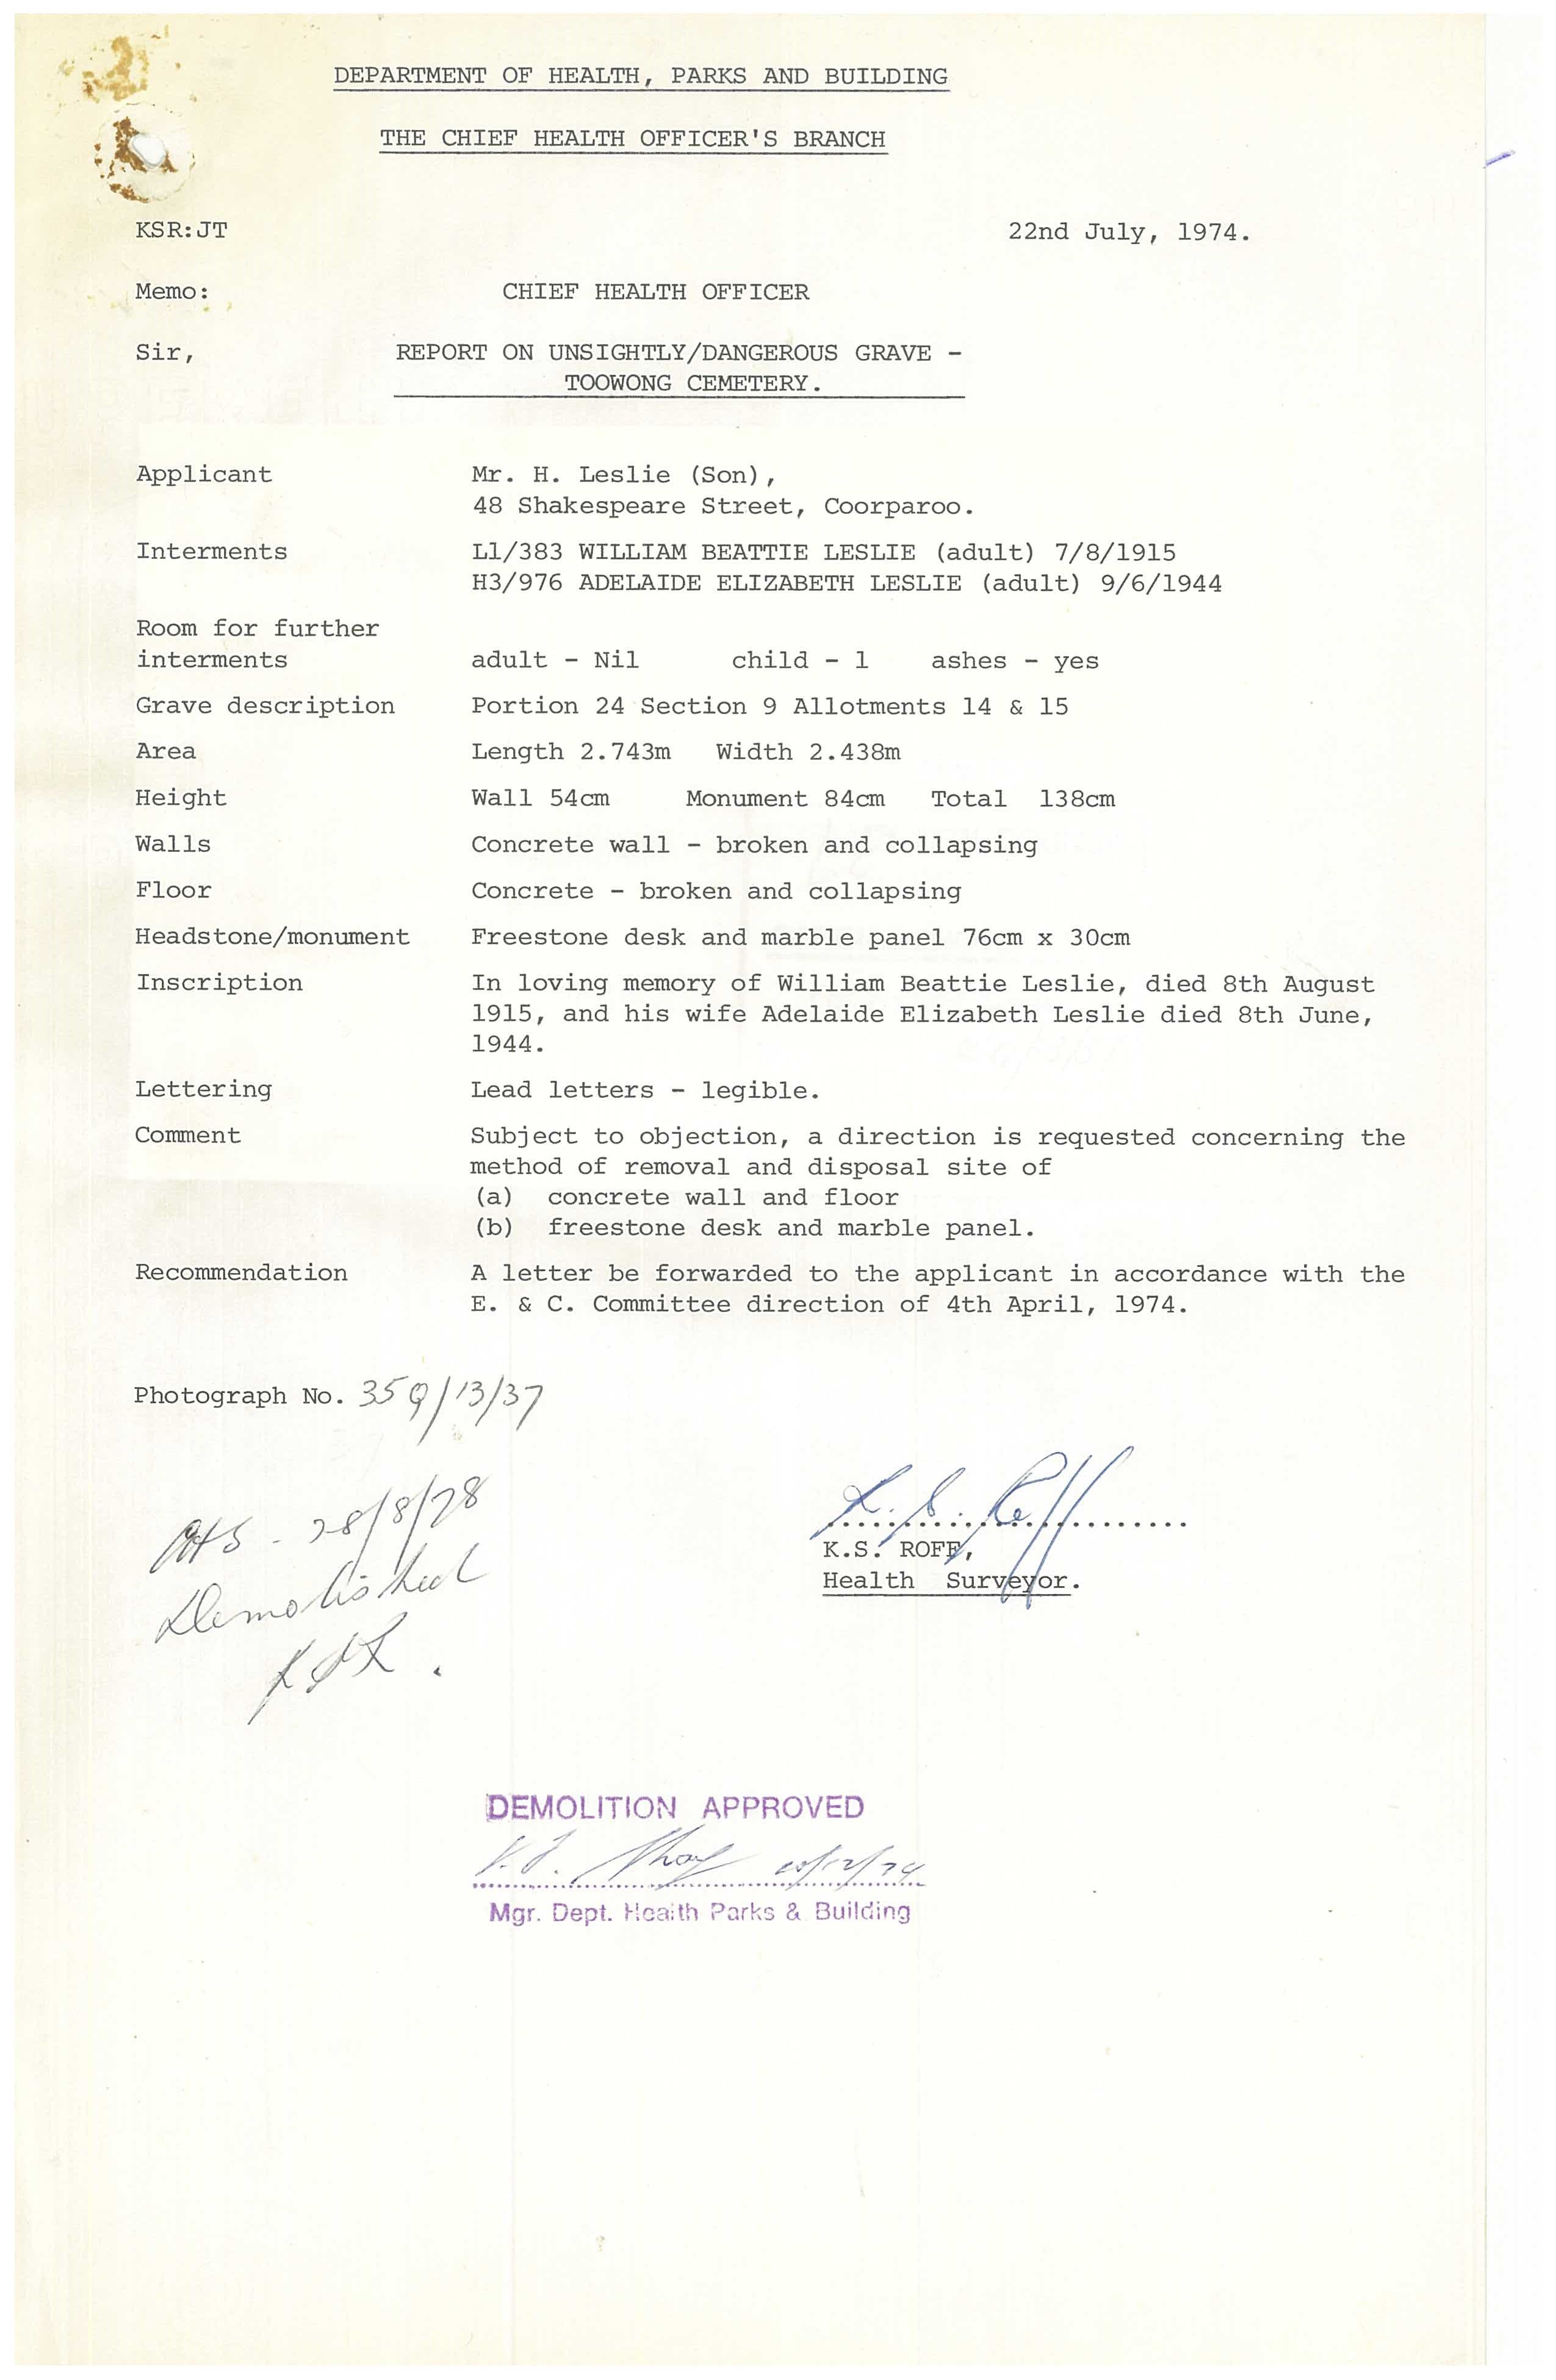 DEPARTMENT OF HEALTH, PARKS AND BUILDING
THE CHIEF HEALTH OFFICER'S BRANCH
KSR:JT 22nd July, 1974.
Memo: CHIEF HEALTH OFFICER
Sir, REPORT ON UNSIGHTLY/DANGEROUS GRAVE -
TOOWONG CEMETERY.
Applicant Mr. H. Leslie (Son),
48 Shakespeare Street, Coorparoo.
Interments L1/383 WILLIAM BEATTIE LESLIE (adult) 7/8/1915
H3/976 ADELAIDE ELIZABETH LESLIE (adult) 9/6/1944
Room for further
interments adult - Nil child - 1 ashes - yes
Grave description Portion 24 Section 9 Allotments 14 & 15
Area Length 2.743m Width 2.438m
Height Wall 54cm Monument 84cm Total 138cm
Walls Concrete wall - broken and collapsing
Floor Concrete - broken and collapsing
Headstone/monument Freestone desk and marble panel 76cm x 30cm
Inscription In loving memory of William Beattie Leslie, died 8th August
1915, and his wife Adelaide Elizabeth Leslie died 8th June,
1944.
Lettering Lead letters - legible.
Comment Subject to objection, a direction is requested concerning the
method of removal and disposal site of
(a) concrete wall and floor
(b) freestone desk and marble panel.
Recommendation A letter be forwarded to the applicant in accordance with the
E. & C. Committee direction of 4th April, 1974.
Photograph No. 35Q/13/37
28/8/78
Demolished
K. S. Roff
K.S. ROFF,
Health Surveyor.
DEMOLITION APPROVED
Mgr. Dept. Health Parks & Building